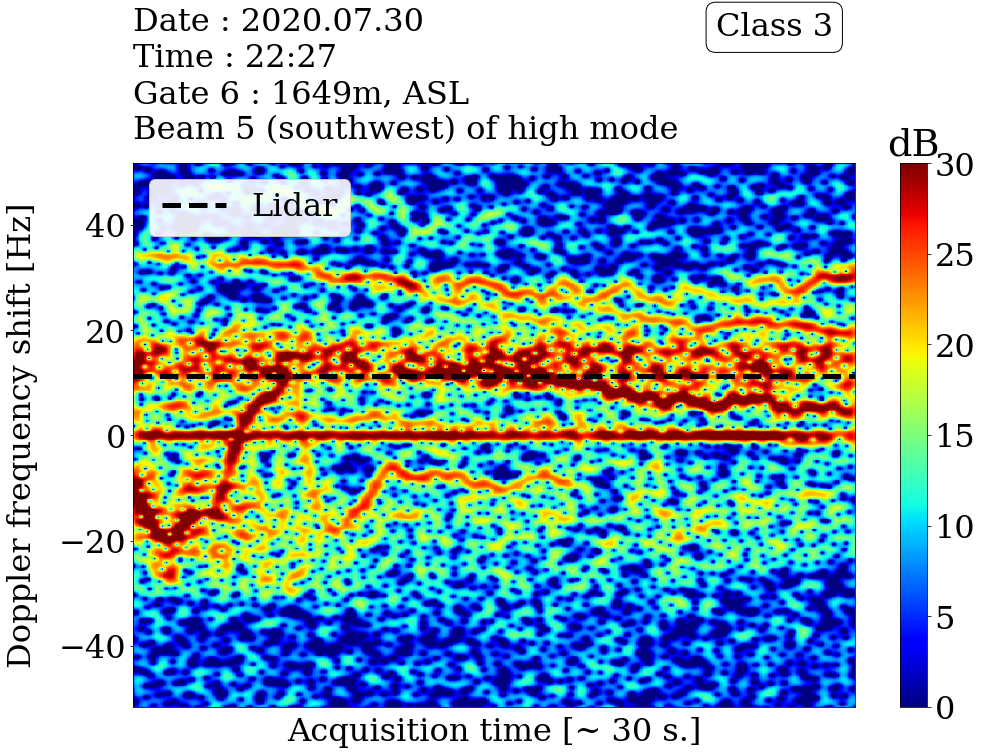 Date : 2020.07.30
Time : 22:27
Gate 6 : 1649m, ASL
Beam 5 (southwest) of high mode
Class 3
dB
Lidar
Doppler frequency shift [Hz]
40
20
0
−20
−40
Acquisition time [~ 30 s.]
30
25
20
15
10
5
0